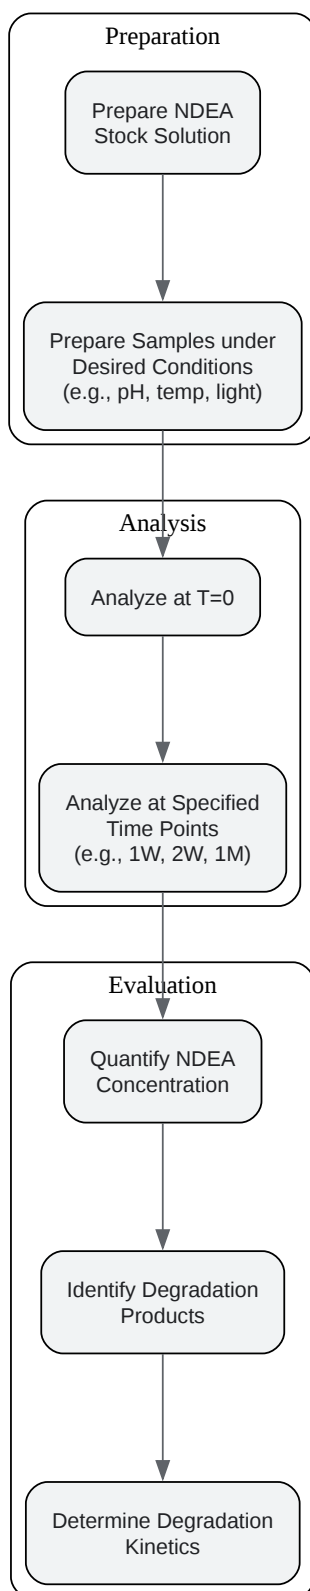 Preparation
Prepare NDEA
Stock Solution
Prepare Samples under
Desired Conditions
(e.g., pH, temp, light)
Analysis
Analyze at T=0
Analyze at Specified
Time Points
(e.g., 1W, 2W, 1M)
Evaluation
Quantify NDEA
Concentration
Identify Degradation
Products
Determine Degradation
Kinetics